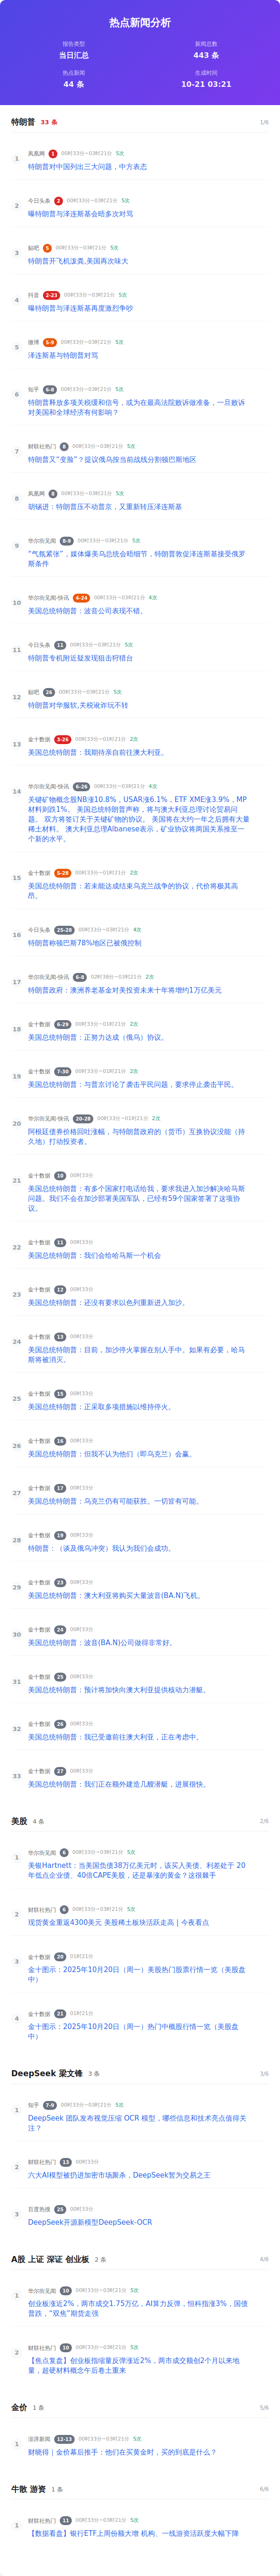 热点新闻分析
报告类型
当日汇总
新闻总数
443 条
热点新闻
44 条
生成时间
10-21 03:21
特朗普 33 条 1/6
1
凤凰网 1 00时33分~03时21分 5次
特朗普对中国列出三大问题，中方表态
2
今日头条 2 00时33分~03时21分 5次
曝特朗普与泽连斯基会晤多次对骂
3
贴吧 5 00时33分~03时21分 5次
特朗普开飞机泼粪,美国再次味大
4
抖音 2-23 00时33分~03时21分 5次
曝特朗普与泽连斯基再度激烈争吵
5
微博 5-9 00时33分~03时21分 5次
泽连斯基与特朗普对骂
6
知乎 6-8 00时33分~03时21分 5次
特朗普释放多项关税缓和信号，或为在最高法院败诉做准备，一旦败诉
对美国和全球经济有何影响？
7
财联社热门 8 00时33分~03时21分 5次
特朗普又“变脸”？提议俄乌按当前战线分割顿巴斯地区
8
凤凰网 8 00时33分~03时21分 5次
胡锡进：特朗普压不动普京，又重新转压泽连斯基
9
华尔街见闻 8-9 00时33分~03时21分 5次
“气氛紧张”，媒体爆美乌总统会晤细节，特朗普敦促泽连斯基接受俄罗
斯条件
10
华尔街见闻-快讯 4-24 00时33分~03时21分 4次
美国总统特朗普：波音公司表现不错。
11
今日头条 11 00时33分~03时21分 5次
特朗普专机附近疑发现狙击狩猎台
12
贴吧 26 00时33分~03时21分 5次
特朗普对华服软,关税讹诈玩不转
13
金十数据 3-26 00时33分~01时21分 2次
美国总统特朗普：我期待亲自前往澳大利亚。
14
华尔街见闻-快讯 6-26 00时33分~03时21分 4次
关键矿物概念股NB涨10.8%，USAR涨6.1%，ETF XME涨3.9%，MP
材料则跌1%。 美国总统特朗普声称，将与澳大利亚总理讨论贸易问
题。 双方将签订关于关键矿物的协议。 美国将在大约一年之后拥有大量
稀土材料。 澳大利亚总理Albanese表示，矿业协议将两国关系推至一
个新的水平。
15
金十数据 5-28 00时33分~01时21分 2次
美国总统特朗普：若未能达成结束乌克兰战争的协议，代价将极其高
昂。
16
今日头条 25-28 00时33分~03时21分 4次
特朗普称顿巴斯78%地区已被俄控制
17
华尔街见闻-快讯 6-8 02时38分~03时21分 2次
特朗普政府：澳洲养老基金对美投资未来十年将增约1万亿美元
18
金十数据 6-29 00时33分~01时21分 2次
美国总统特朗普：正努力达成（俄乌）协议。
19
金十数据 7-30 00时33分~01时21分 2次
美国总统特朗普：与普京讨论了袭击平民问题，要求停止袭击平民。
20
华尔街见闻-快讯 20-28 00时33分~01时21分 2次
阿根廷债券价格回吐涨幅，与特朗普政府的（货币）互换协议没能（持
久地）打动投资者。
21
金十数据 10 00时33分
美国总统特朗普：有多个国家打电话给我，要求我进入加沙解决哈马斯
问题。我们不会在加沙部署美国军队，已经有59个国家签署了这项协
议。
22
金十数据 11 00时33分
美国总统特朗普：我们会给哈马斯一个机会
23
金十数据 12 00时33分
美国总统特朗普：还没有要求以色列重新进入加沙。
24
金十数据 13 00时33分
美国总统特朗普：目前，加沙停火掌握在别人手中。如果有必要，哈马
斯将被消灭。
25
金十数据 15 00时33分
美国总统特朗普：正采取多项措施以维持停火。
26
金十数据 16 00时33分
美国总统特朗普：但我不认为他们（即乌克兰）会赢。
27
金十数据 17 00时33分
美国总统特朗普：乌克兰仍有可能获胜。一切皆有可能。
28
金十数据 19 00时33分
特朗普：（谈及俄乌冲突）我认为我们会成功。
29
金十数据 23 00时33分
美国总统特朗普：澳大利亚将购买大量波音(BA.N)飞机。
30
金十数据 24 00时33分
美国总统特朗普：波音(BA.N)公司做得非常好。
31
金十数据 25 00时33分
美国总统特朗普：预计将加快向澳大利亚提供核动力潜艇。
32
金十数据 26 00时33分
美国总统特朗普：我已受邀前往澳大利亚，正在考虑中。
33
金十数据 27 00时33分
美国总统特朗普：我们正在额外建造几艘潜艇，进展很快。
美股 4 条 2/6
1
华尔街见闻 6 00时33分~03时21分 5次
美银Hartnett：当美国负债38万亿美元时，该买入美债、利差处于 20
年低点企业债、40倍CAPE美股，还是暴涨的黄金？这很棘手
2
财联社热门 6 00时33分~03时21分 5次
现货黄金重返4300美元 美股稀土板块活跃走高 | 今夜看点
3
金十数据 20 01时21分
金十图示：2025年10月20日（周一）美股热门股票行情一览（美股盘
中）
4
金十数据 21 01时21分
金十图示：2025年10月20日（周一）热门中概股行情一览（美股盘
中）
DeepSeek 梁文锋 3 条 3/6
1
知乎 7-9 00时33分~03时21分 5次
DeepSeek 团队发布视觉压缩 OCR 模型，哪些信息和技术亮点值得关
注？
2
财联社热门 13 00时33分
六大AI模型被扔进加密市场厮杀，DeepSeek暂为交易之王
3
百度热搜 25 00时33分
DeepSeek开源新模型DeepSeek-OCR
A股 上证 深证 创业板 2 条 4/6
1
华尔街见闻 10 00时33分~03时21分 5次
创业板涨近2%，两市成交1.75万亿，AI算力反弹，恒科指涨3%，国债
普跌，“双焦”期货走强
2
财联社热门 10 00时33分~03时21分 5次
【焦点复盘】创业板指缩量反弹涨近2%，两市成交额创2个月以来地
量，超硬材料概念午后卷土重来
金价 1 条 5/6
1
澎湃新闻 12-13 00时33分~03时21分 5次
财晓得｜金价幕后推手：他们在买黄金时，买的到底是什么？
牛散 游资 1 条 6/6
1
财联社热门 11 00时33分~03时21分 5次
【数据看盘】银行ETF上周份额大增 机构、一线游资活跃度大幅下降